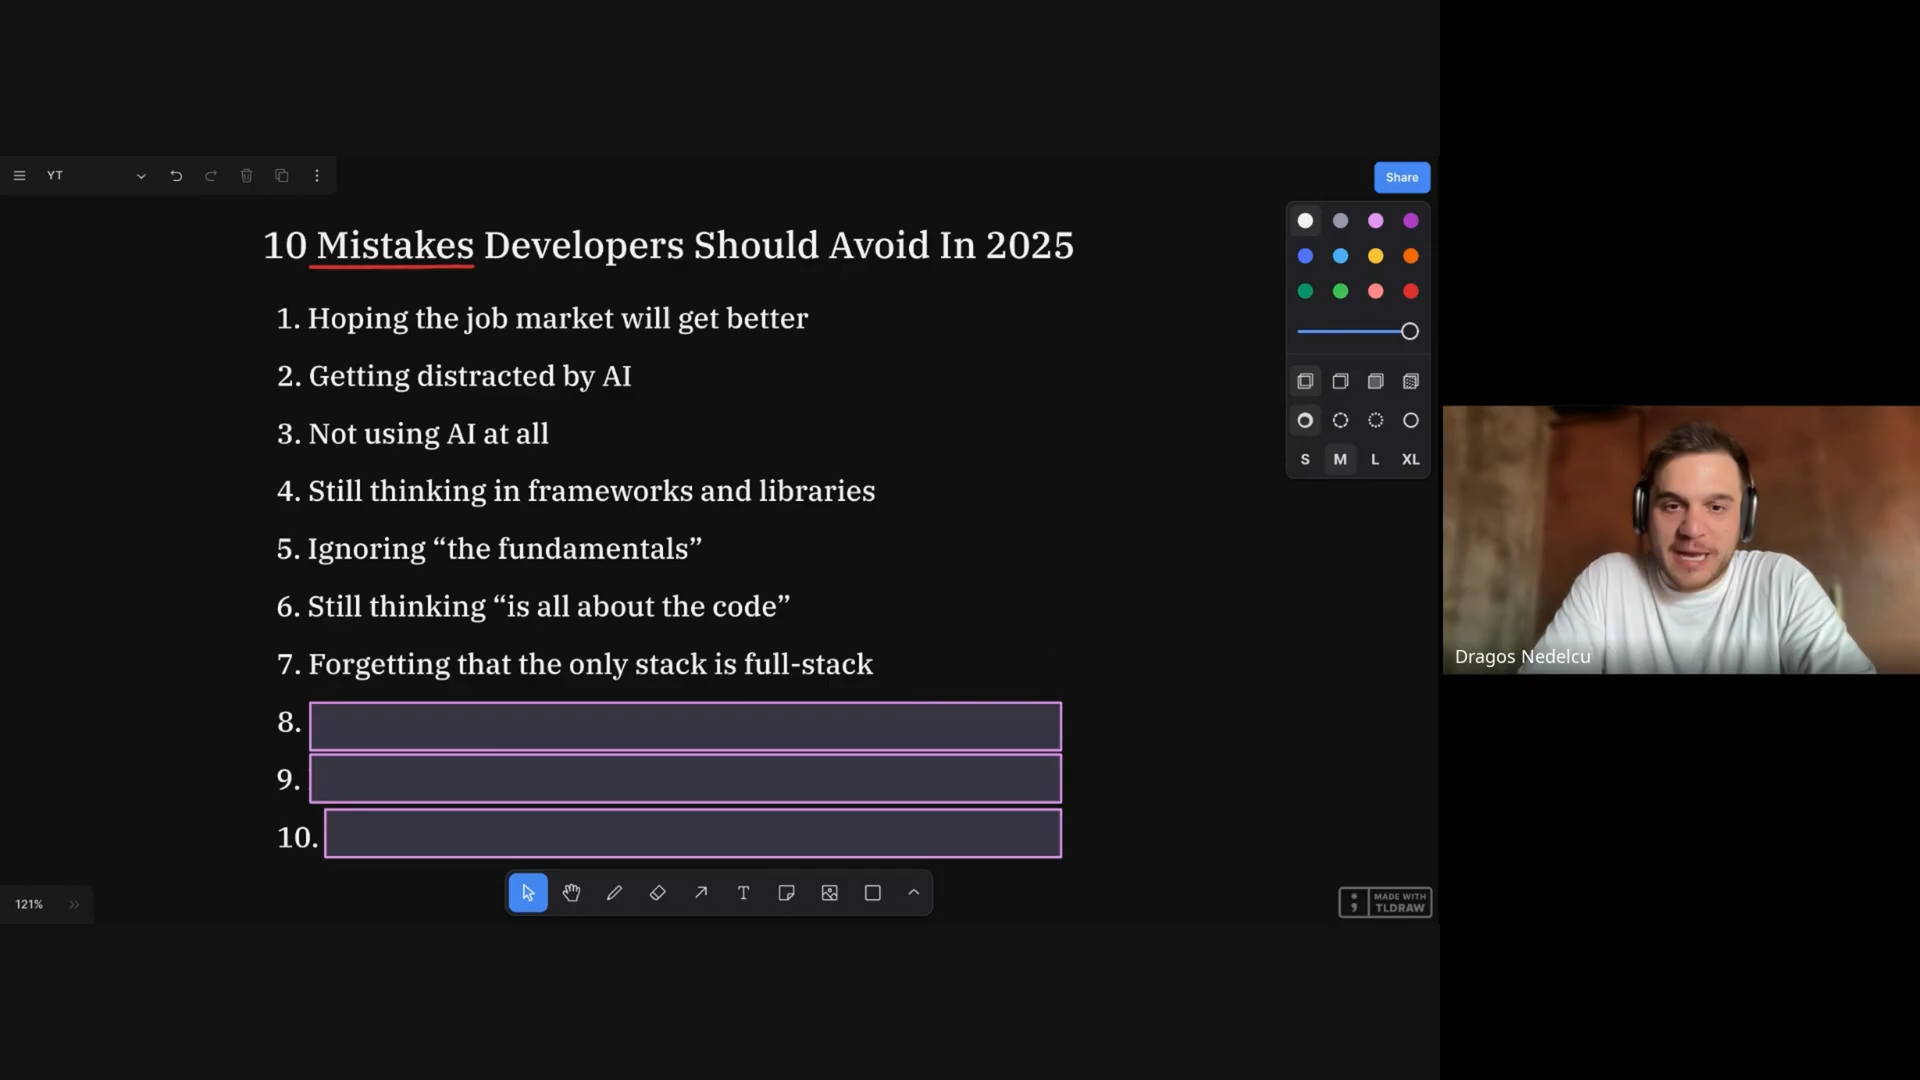 YT
Share
10 Mistakes Developers Should Avoid In 2025
1. Hoping the job market will get better
2. Getting distracted by AI
3. Not using AI at all
4. Still thinking in frameworks and libraries
5. Ignoring “the fundamentals”
6. Still thinking “is all about the code”
7. Forgetting that the only stack is full-stack
8.
9.
10.
S M L XL
Dragos Nedelcu
121%
MADE WITH
TLDRAW